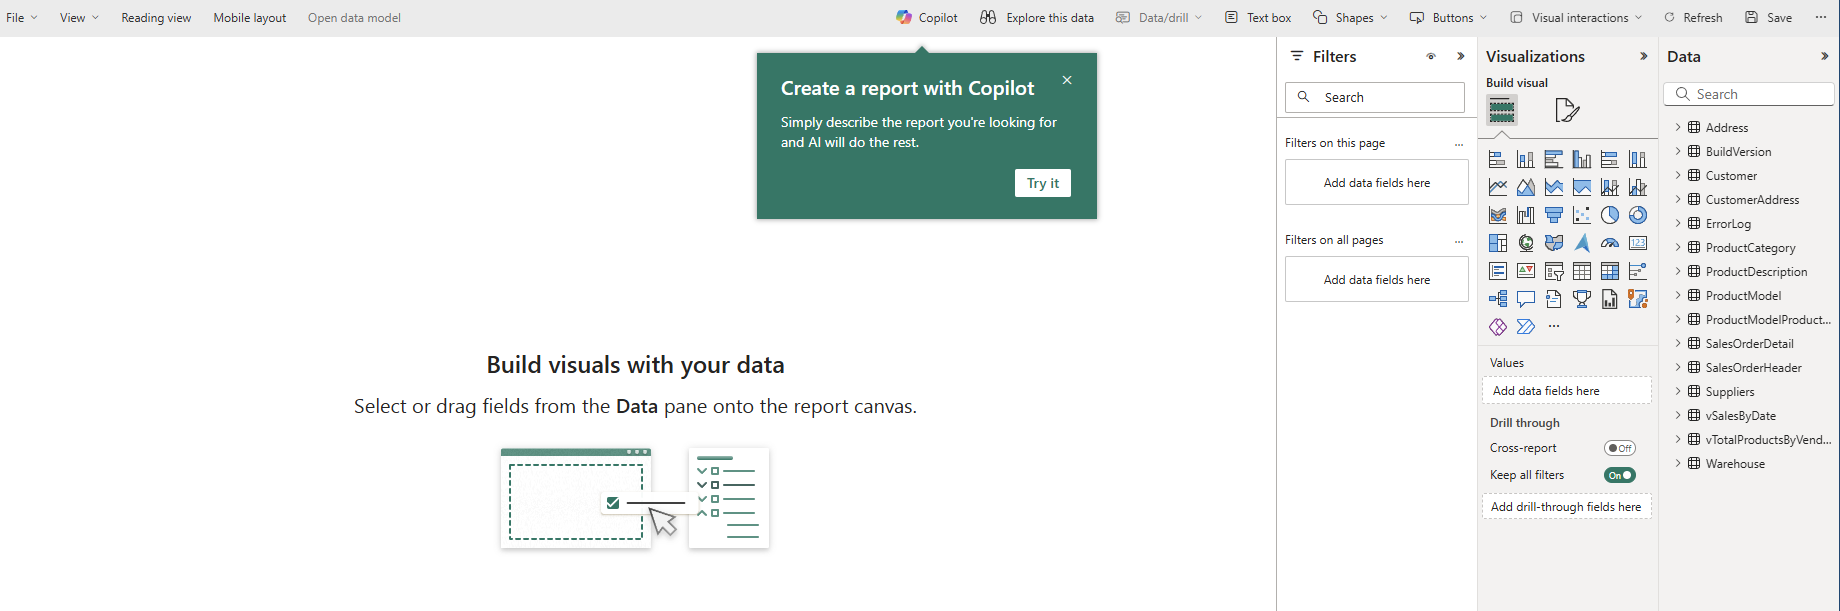 File View Reading view Mobile layout Open data model Copilot Explore this data Data/drill Text box Shapes Buttons Visual interactions Refresh Save ...
Create a report with Copilot
Simply describe the report you're looking for
and AI will do the rest.
Try it
Build visuals with your data
Select or drag fields from the Data pane onto the report canvas.
Filters
Search
Filters on this page ...
Add data fields here
Filters on all pages ...
Add data fields here
Visualizations
Build visual
123
...
Values
Add data fields here
Drill through
Cross-report Off
Keep all filters On
Add drill-through fields here
Data
Search
Address
BuildVersion
Customer
CustomerAddress
ErrorLog
ProductCategory
ProductDescription
ProductModel
ProductModelProduct...
SalesOrderDetail
SalesOrderHeader
Suppliers
vSalesByDate
vTotalProductsByVend...
Warehouse